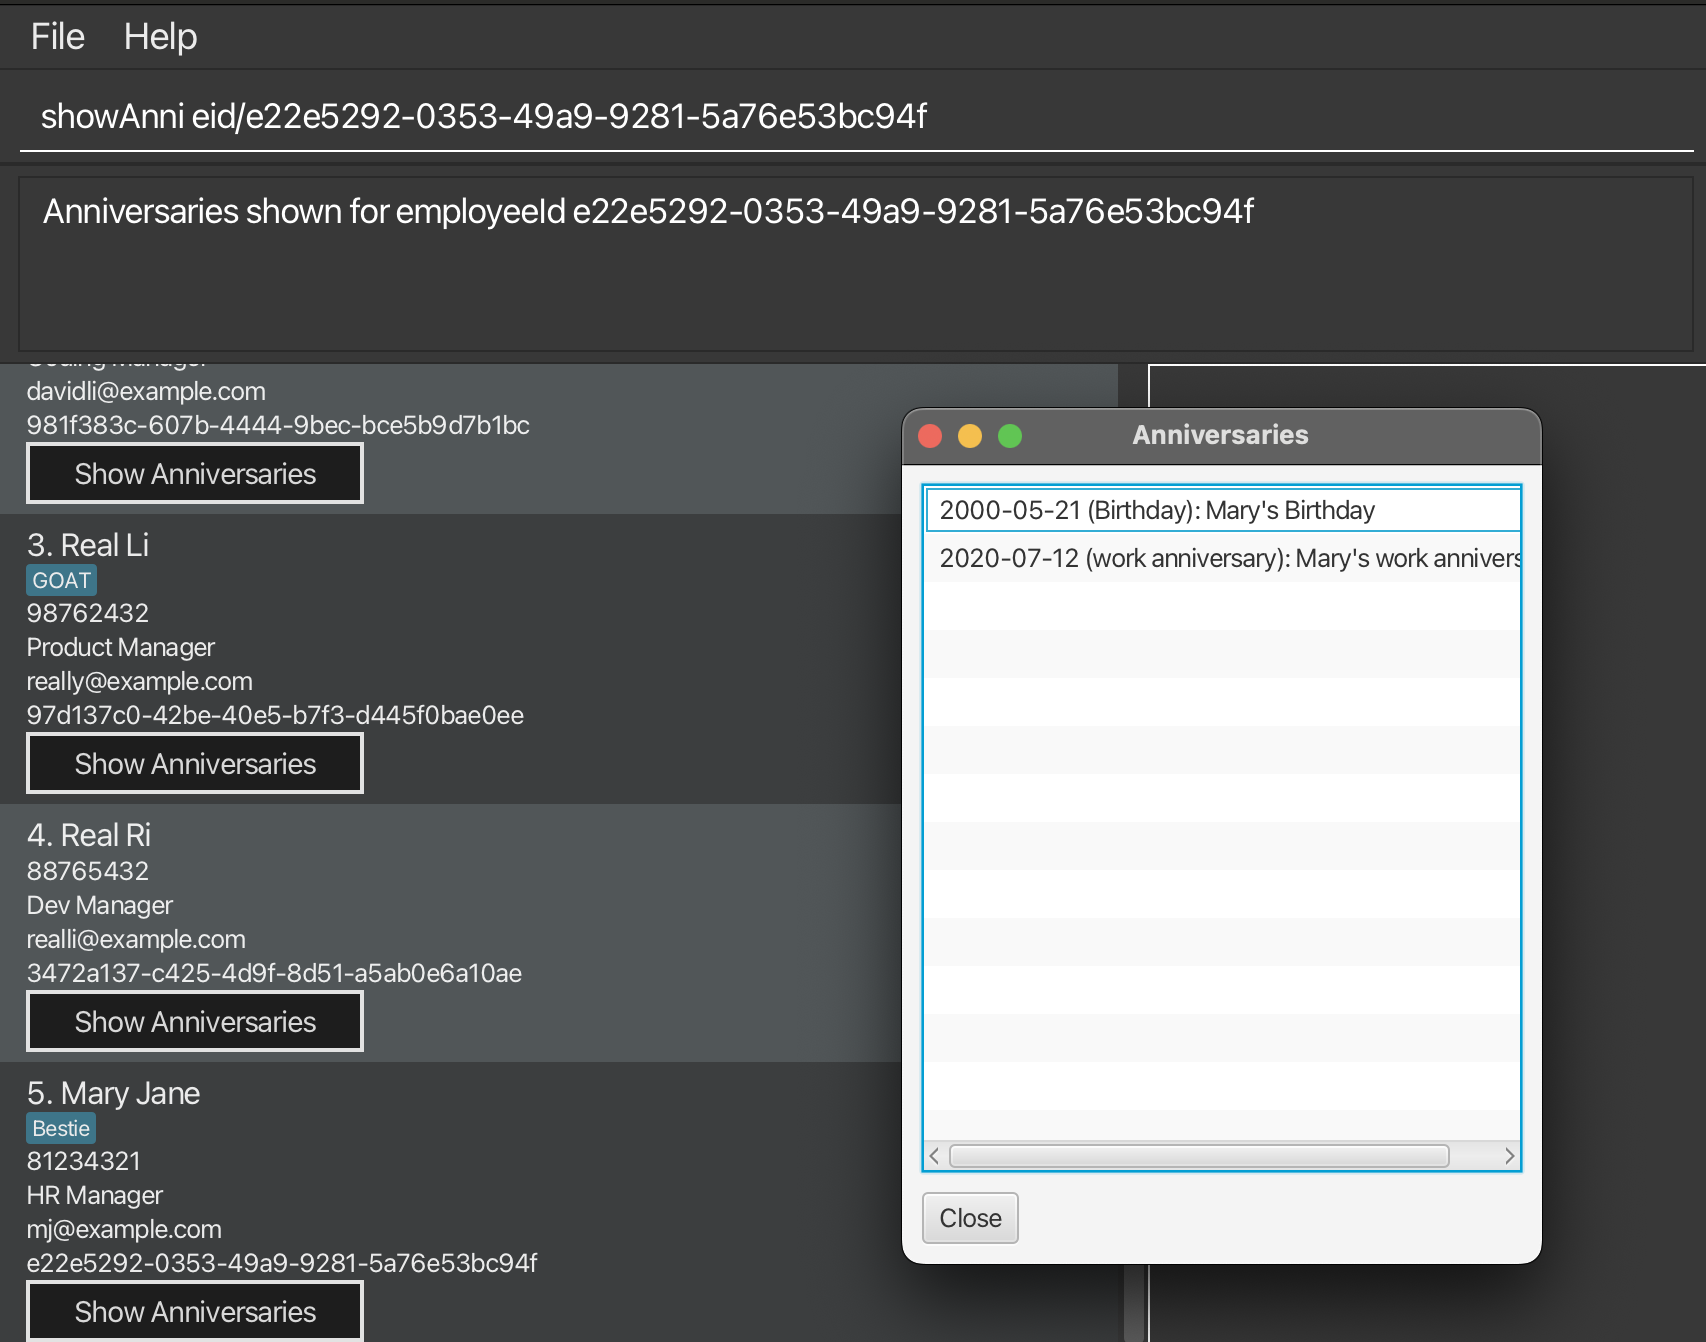 File Help
showAnni eid/e22e5292-0353-49a9-9281-5a76e53bc94f
Anniversaries shown for employeeId e22e5292-0353-49a9-9281-5a76e53bc94f
davidli@example.com
981f383c-607b-4444-9bec-bce5b9d7b1bc
Show Anniversaries
3. Real Li
GOAT
98762432
Product Manager
really@example.com
97d137c0-42be-40e5-b7f3-d445f0bae0ee
Show Anniversaries
4. Real Ri
88765432
Dev Manager
realli@example.com
3472a137-c425-4d9f-8d51-a5ab0e6a10ae
Show Anniversaries
5. Mary Jane
Bestie
81234321
HR Manager
mj@example.com
e22e5292-0353-49a9-9281-5a76e53bc94f
Show Anniversaries
Anniversaries
2000-05-21 (Birthday): Mary's Birthday
2020-07-12 (work anniversary): Mary's work annivers
Close